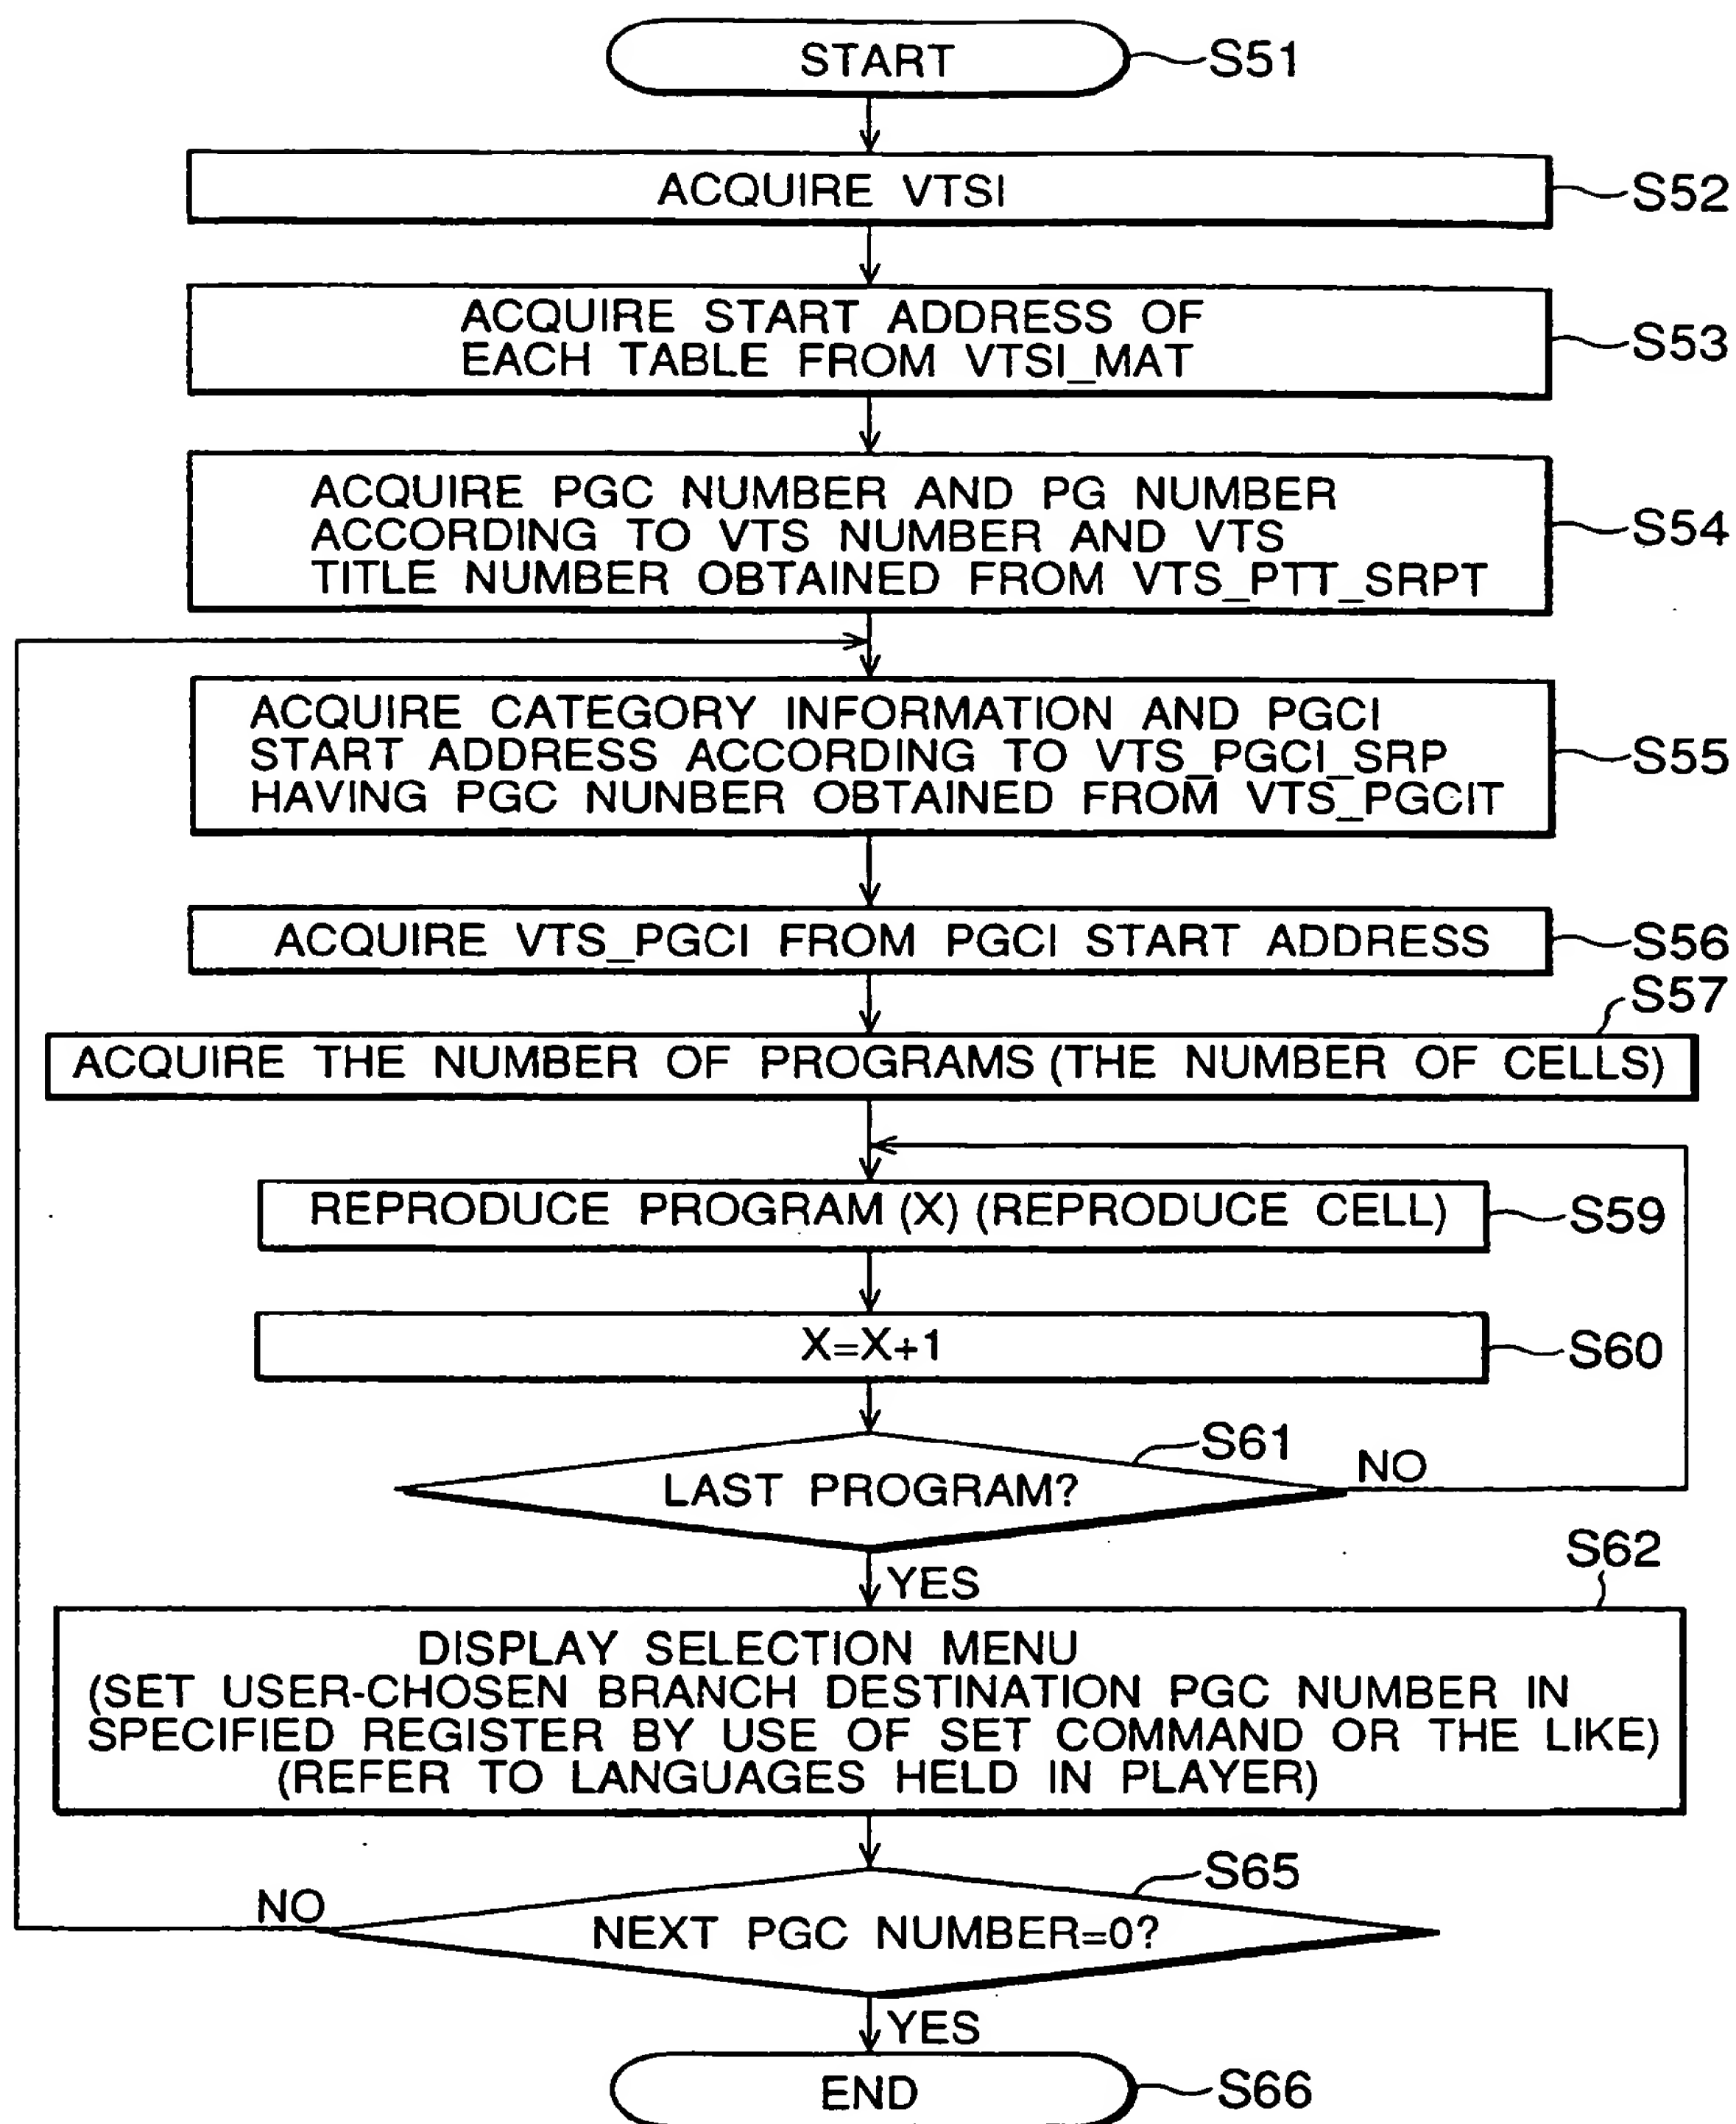 START
S51
ACQUIRE VTSI
S52
ACQUIRE START ADDRESS OF
EACH TABLE FROM VTSI_MAT
S53
ACQUIRE PGC NUMBER AND PG NUMBER
ACCORDING TO VTS NUMBER AND VTS
TITLE NUMBER OBTAINED FROM VTS_PTT_SRPT
S54
ACQUIRE CATEGORY INFORMATION AND PGCI
START ADDRESS ACCORDING TO VTS_PGCI_SRP
HAVING PGC NUNBER OBTAINED FROM VTS_PGCIT
S55
ACQUIRE VTS_PGCI FROM PGCI START ADDRESS
S56
S57
ACQUIRE THE NUMBER OF PROGRAMS (THE NUMBER OF CELLS)
REPRODUCE PROGRAM (X) (REPRODUCE CELL)
S59
X=X+1
S60
S61
LAST PROGRAM?
NO
YES
S62
DISPLAY SELECTION MENU
(SET USER-CHOSEN BRANCH DESTINATION PGC NUMBER IN
SPECIFIED REGISTER BY USE OF SET COMMAND OR THE LIKE)
(REFER TO LANGUAGES HELD IN PLAYER)
S65
NO
NEXT PGC NUMBER=0?
YES
END
S66